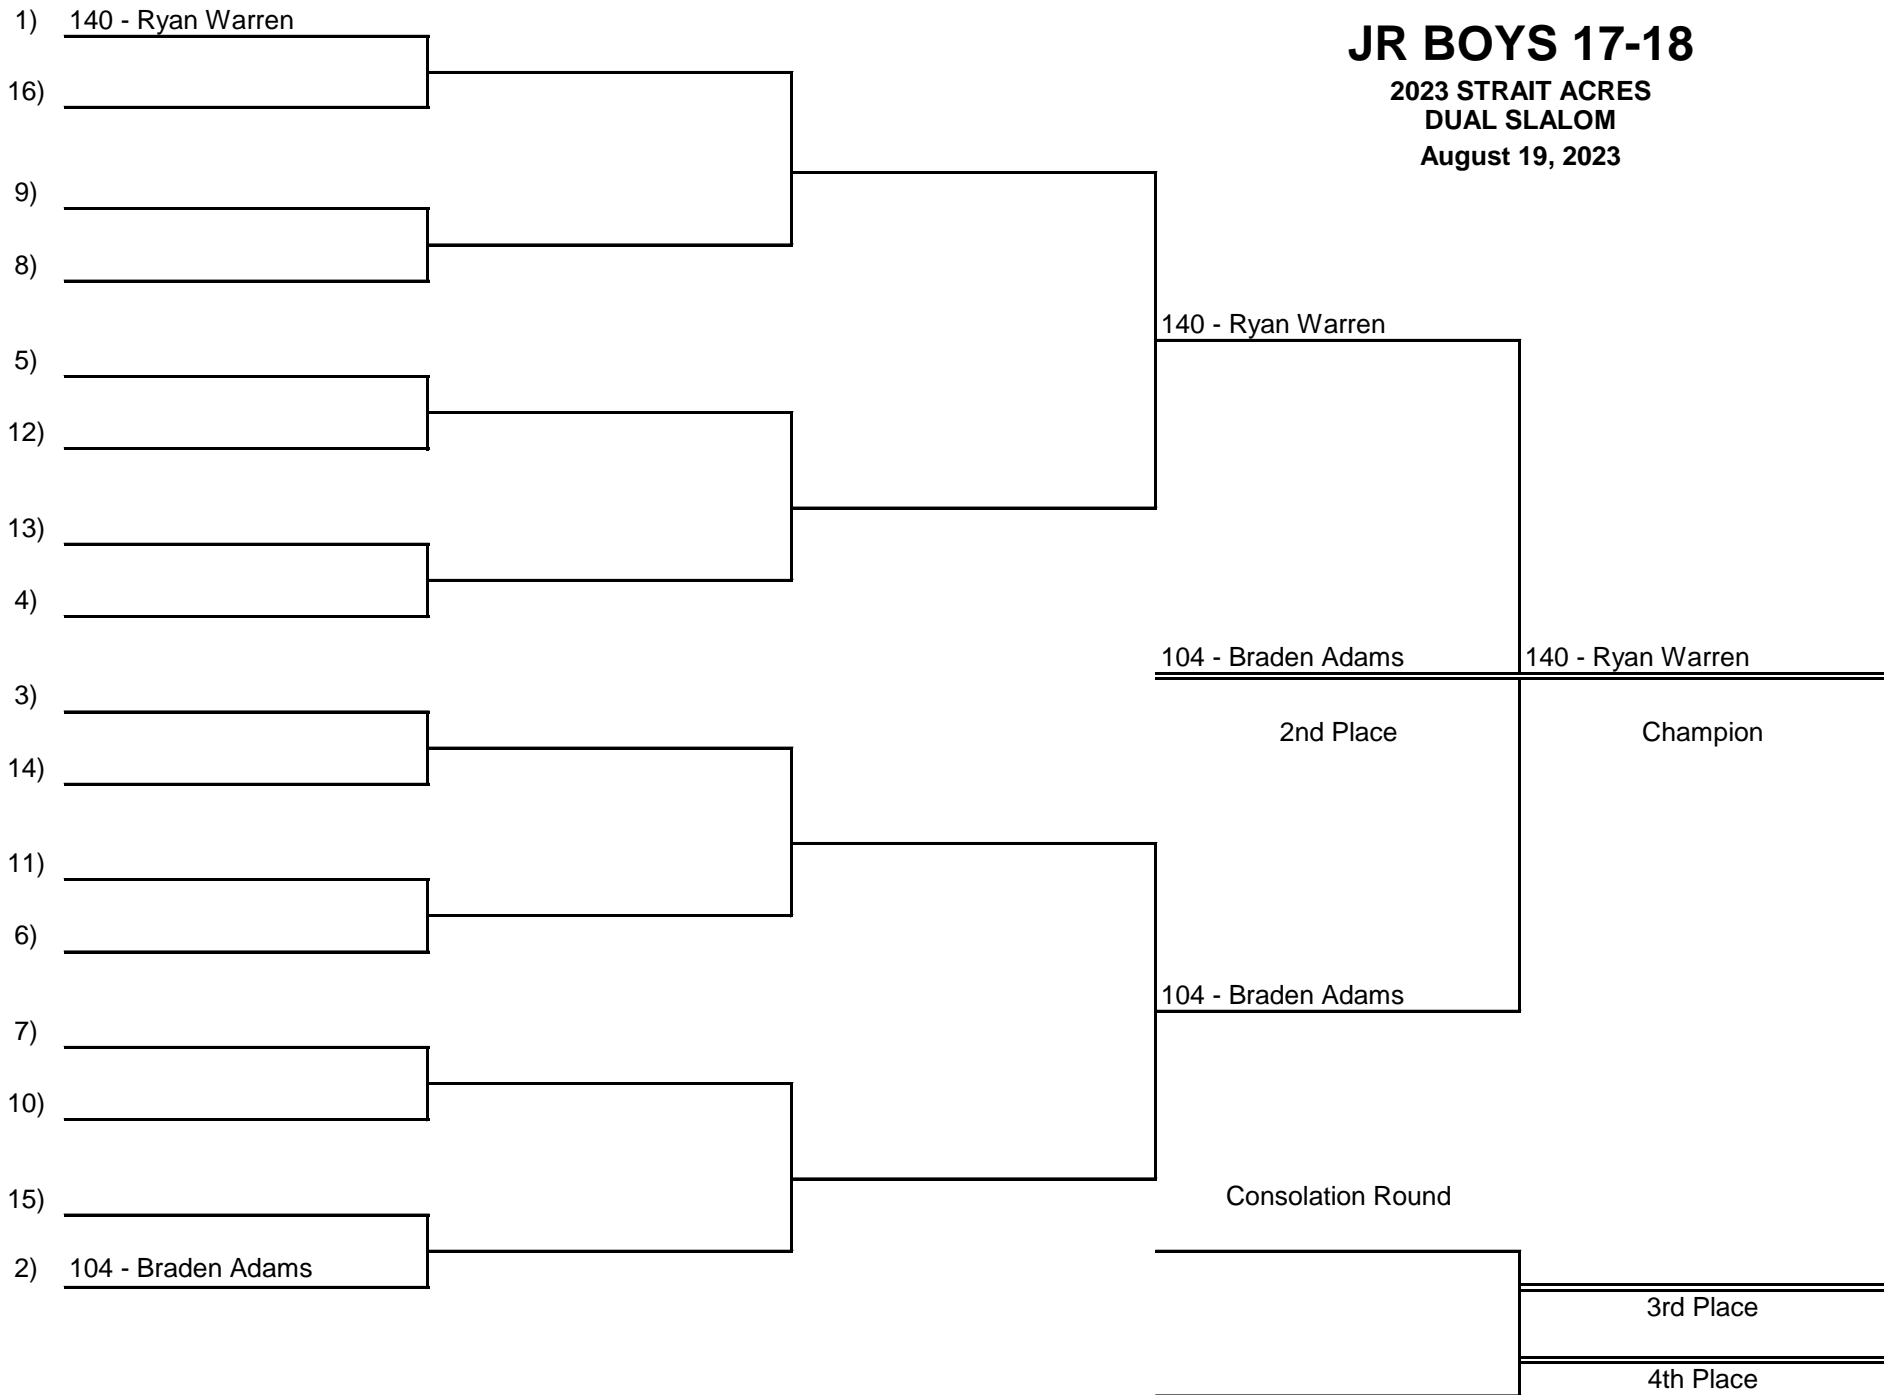 JR BOYS 17-18
2023 STRAIT ACRES
DUAL SLALOM
August 19, 2023
1) 140 - Ryan Warren
16)
9)
8)
5)
12)
13)
4)
3)
14)
11)
6)
7)
10)
15)
2) 104 - Braden Adams
140 - Ryan Warren
104 - Braden Adams
140 - Ryan Warren
2nd Place
Champion
104 - Braden Adams
Consolation Round
3rd Place
4th Place